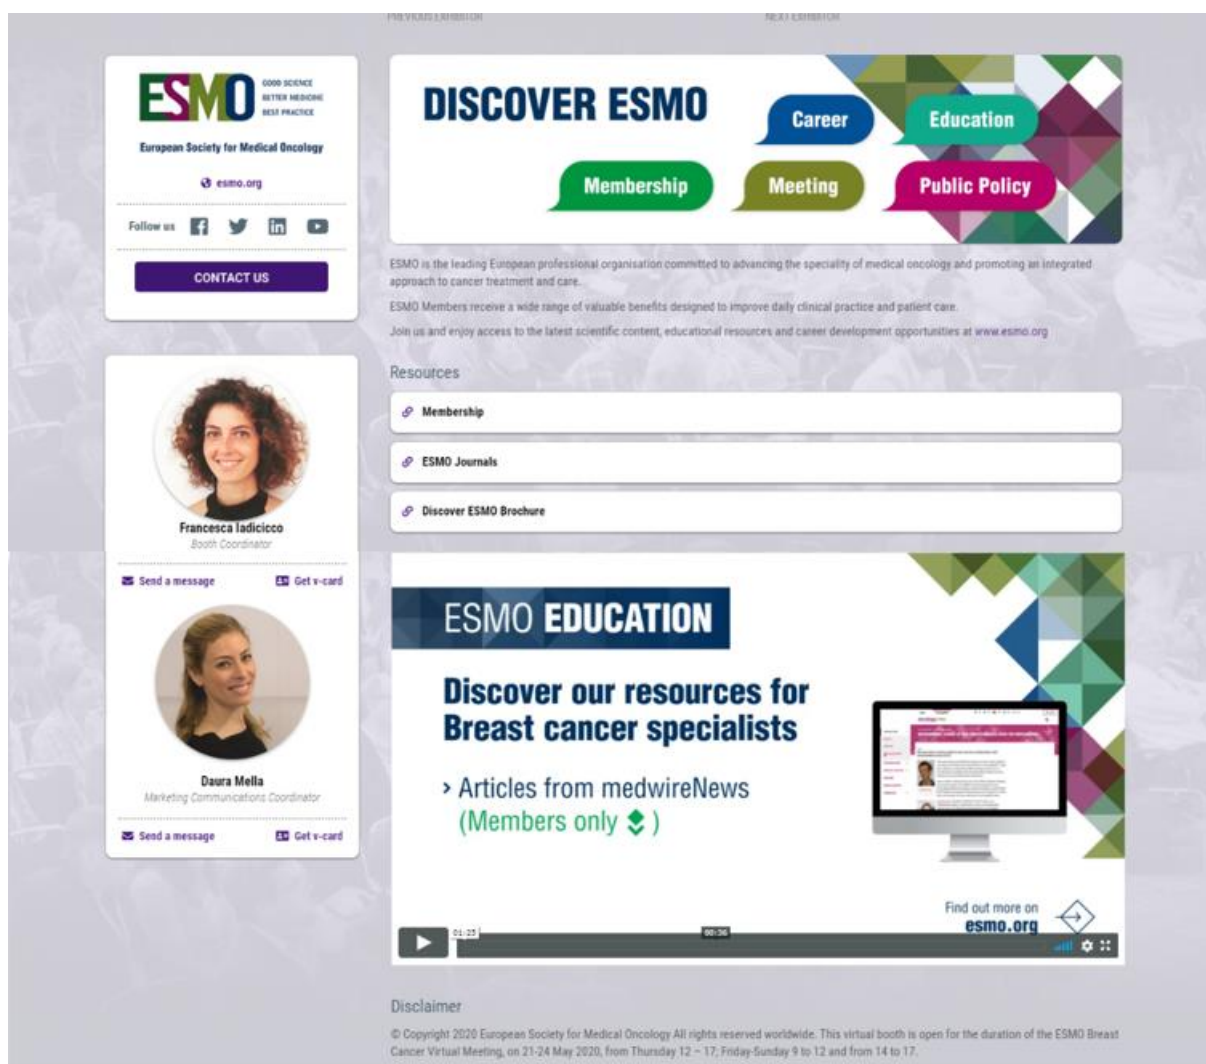 PREVIOUS EXHIBITOR
NEXT EXHIBITOR
ESMO
GOOD SCIENCE
BETTER MEDICINE
BEST PRACTICE
European Society for Medical Oncology
esmo.org
Follow us
CONTACT US
Francesca Iadicicco
Booth Coordinator
Send a message
Get v-card
Daura Mella
Marketing Communications Coordinator
Send a message
Get v-card
DISCOVER ESMO
Career
Education
Membership
Meeting
Public Policy
ESMO is the leading European professional organisation committed to advancing the speciality of medical oncology and promoting an integrated
approach to cancer treatment and care.
ESMO Members receive a wide range of valuable benefits designed to improve daily clinical practice and patient care.
Join us and enjoy access to the latest scientific content, educational resources and career development opportunities at www.esmo.org
Resources
Membership
ESMO Journals
Discover ESMO Brochure
ESMO EDUCATION
Discover our resources for
Breast cancer specialists
› Articles from medwireNews
(Members only )
Find out more on
esmo.org
01:25
00:36
Disclaimer
© Copyright 2020 European Society for Medical Oncology All rights reserved worldwide. This virtual booth is open for the duration of the ESMO Breast
Cancer Virtual Meeting, on 21-24 May 2020, from Thursday 12 – 17; Friday-Sunday 9 to 12 and from 14 to 17.